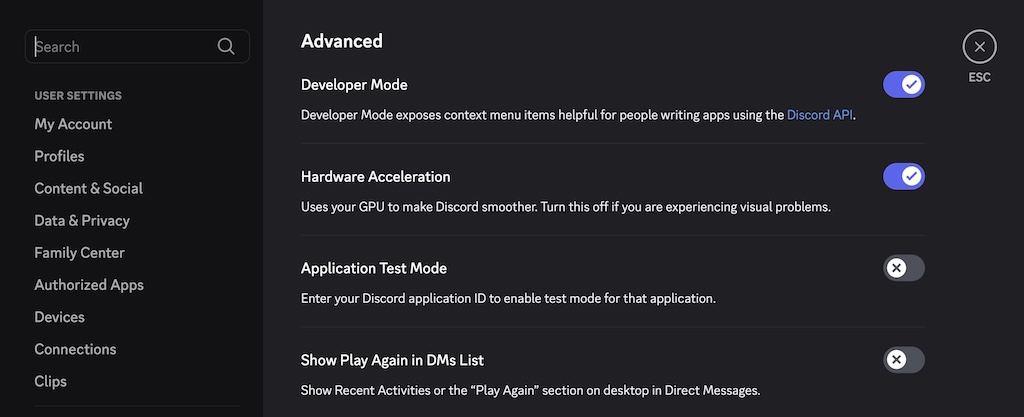 Search
USER SETTINGS
My Account
Profiles
Content & Social
Data & Privacy
Family Center
Authorized Apps
Devices
Connections
Clips
Advanced
Developer Mode
Developer Mode exposes context menu items helpful for people writing apps using the Discord API.
Hardware Acceleration
Uses your GPU to make Discord smoother. Turn this off if you are experiencing visual problems.
Application Test Mode
Enter your Discord application ID to enable test mode for that application.
Show Play Again in DMs List
Show Recent Activities or the “Play Again” section on desktop in Direct Messages.
ESC